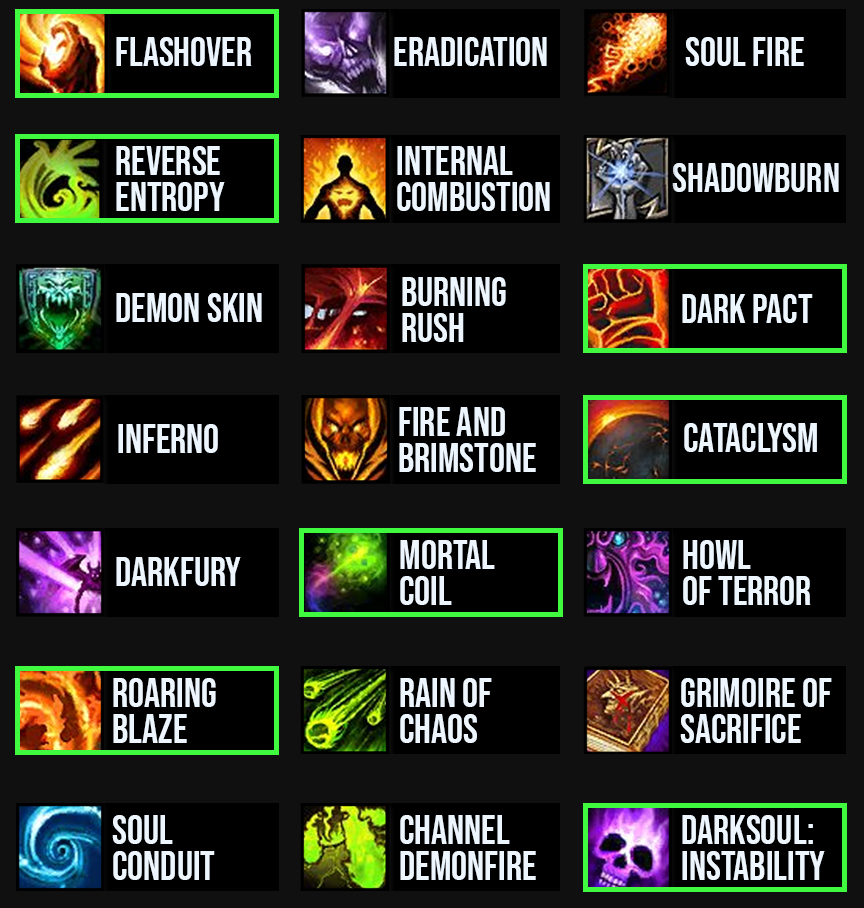 FLASHOVER
ERADICATION
SOUL FIRE
REVERSE
ENTROPY
INTERNAL
COMBUSTION
SHADOWBURN
DEMON SKIN
BURNING
RUSH
DARK PACT
INFERNO
FIRE AND
BRIMSTONE
CATACLYSM
DARKFURY
MORTAL
COIL
HOWL
OF TERROR
ROARING
BLAZE
RAIN OF
CHAOS
GRIMOIRE OF
SACRIFICE
SOUL
CONDUIT
CHANNEL
DEMONFIRE
DARKSOUL:
INSTABILITY